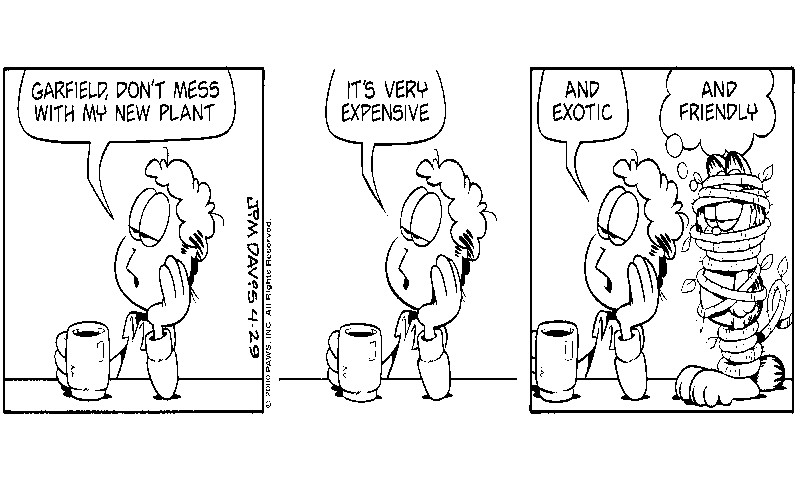 GARFIELD, DON'T MESS
WITH MY NEW PLANT
JIM DAVIS 4-29
© 2010 PAWS, INC. All Rights Reserved.
IT'S VERY
EXPENSIVE
AND
EXOTIC
AND
FRIENDLY